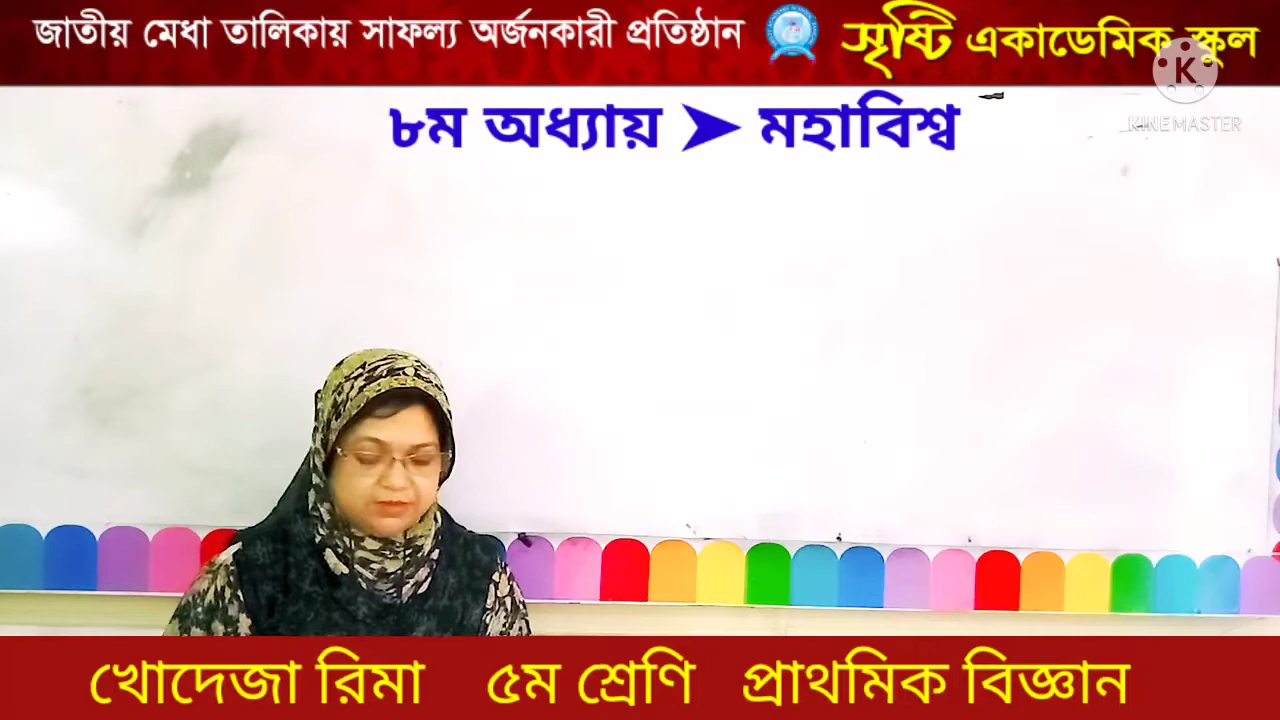 জাতীয় মেধা তালিকায় সাফল্য অর্জনকারী প্রতিষ্ঠান সৃষ্টি একাডেমিক স্কুল
KINEMASTER
৮ম অধ্যায় ➤ মহাবিশ্ব
খোদেজা রিমা ৫ম শ্রেণি প্রাথমিক বিজ্ঞান